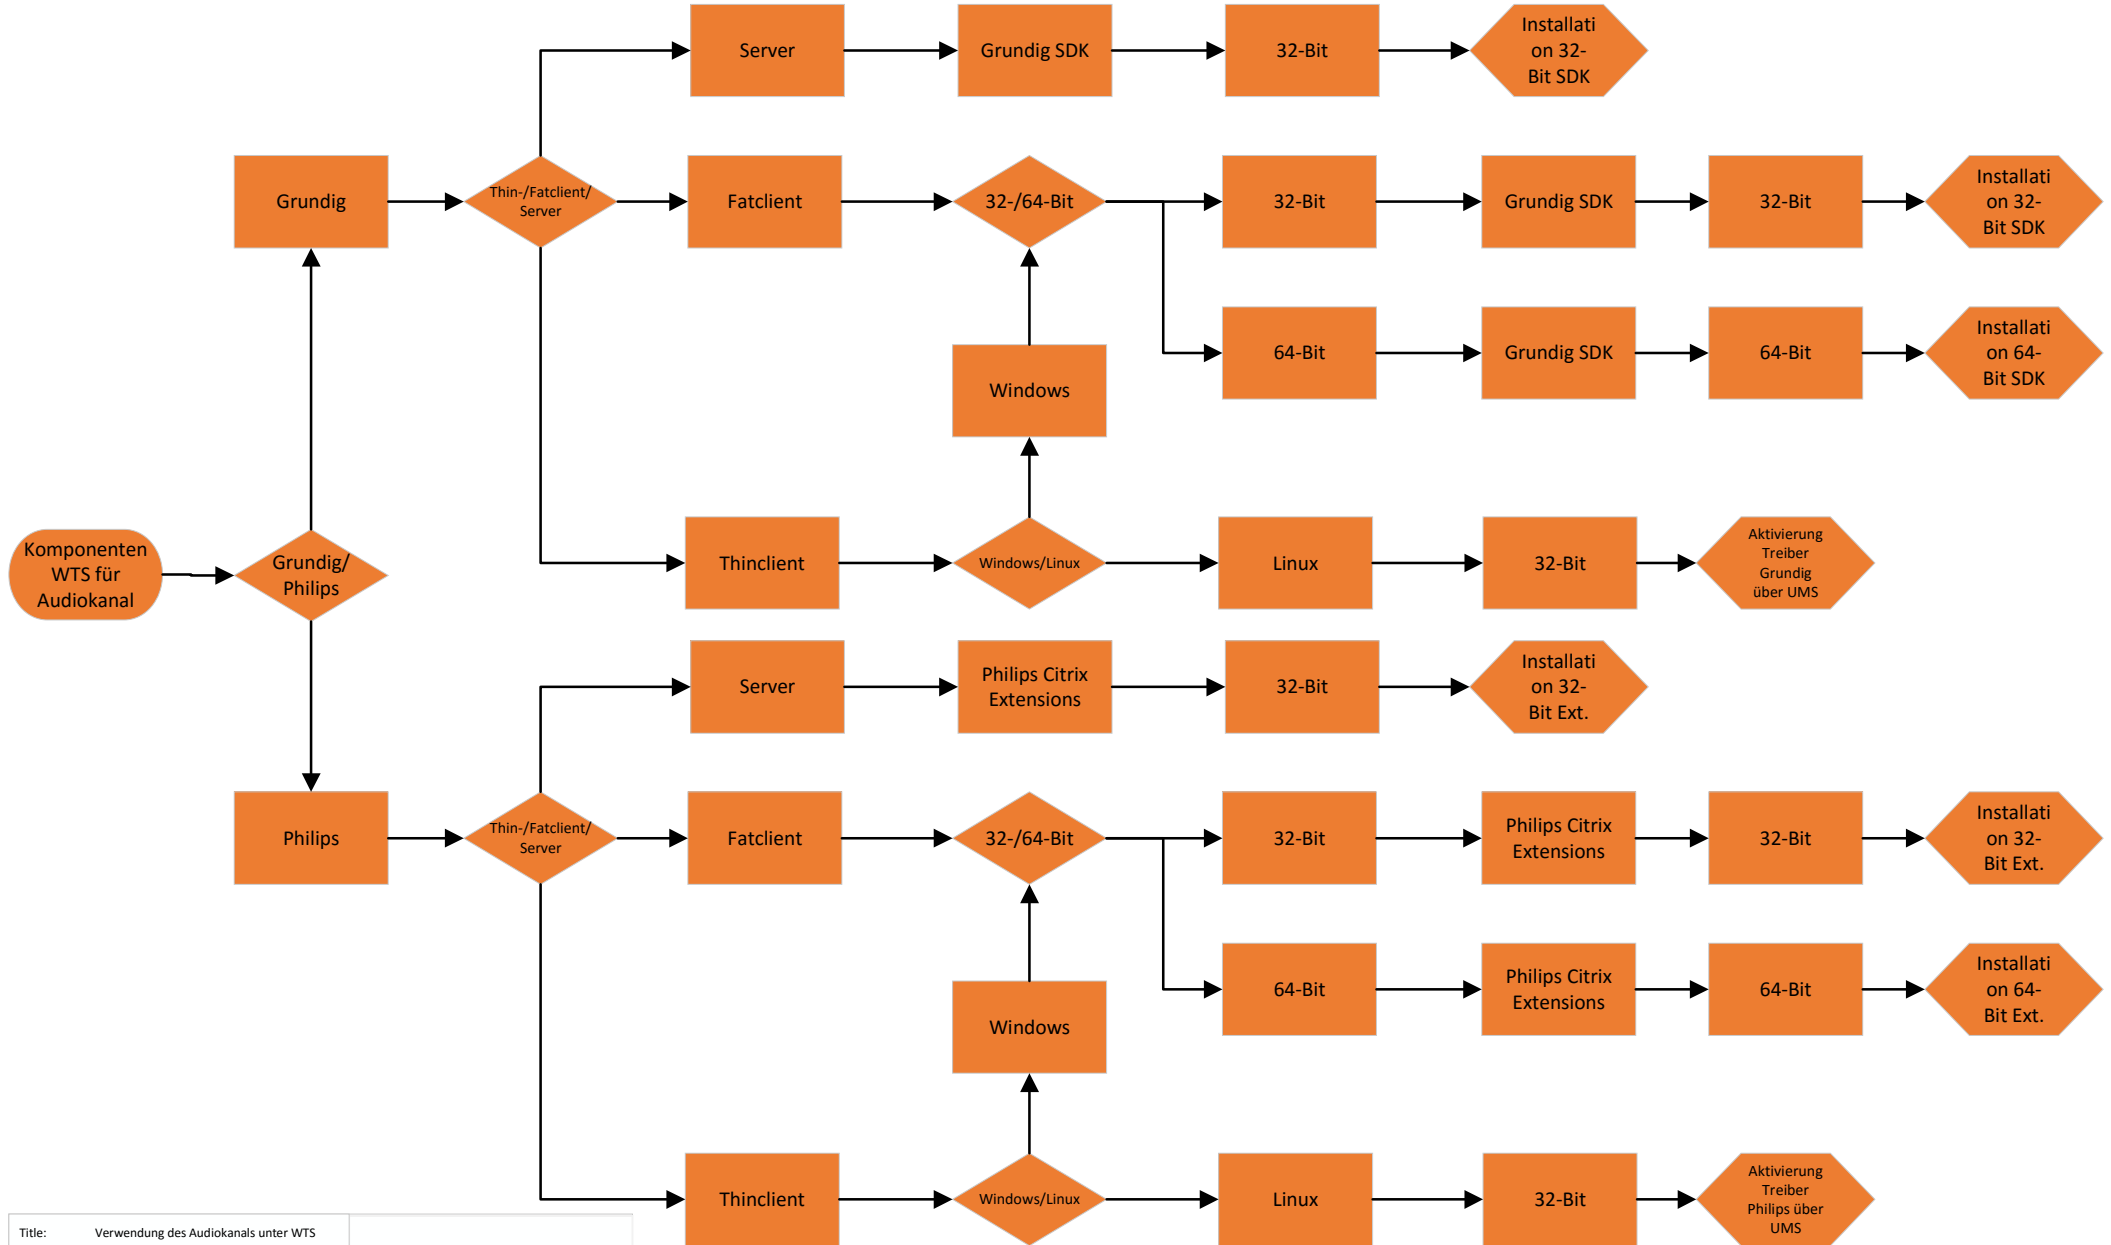 Server
Grundig SDK
32-Bit
Installati
on 32-
Bit SDK
Grundig
Thin-/Fatclient/
Server
Fatclient
32-/64-Bit
32-Bit
Grundig SDK
32-Bit
Installati
on 32-
Bit SDK
64-Bit
Grundig SDK
64-Bit
Installati
on 64-
Bit SDK
Windows
Komponenten
WTS für
Audiokanal
Grundig/
Philips
Thinclient
Windows/Linux
Linux
32-Bit
Aktivierung
Treiber
Grundig
über UMS
Server
Philips Citrix
Extensions
32-Bit
Installati
on 32-
Bit Ext.
Philips
Thin-/Fatclient/
Server
Fatclient
32-/64-Bit
32-Bit
Philips Citrix
Extensions
32-Bit
Installati
on 32-
Bit Ext.
64-Bit
Philips Citrix
Extensions
64-Bit
Installati
on 64-
Bit Ext.
Windows
Thinclient
Windows/Linux
Linux
32-Bit
Aktivierung
Treiber
Philips über
UMS
Title: Verwendung des Audiokanals unter WTS